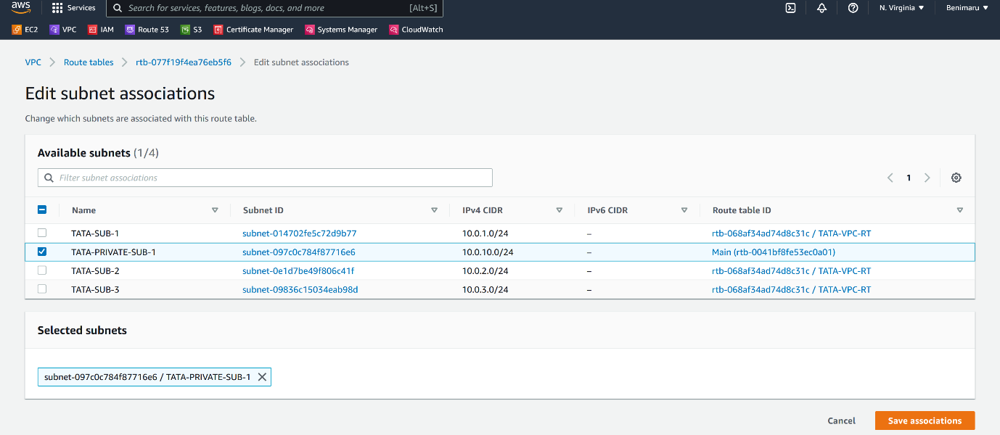 aws Services Search for services, features, blogs, docs, and more [Alt+S] N. Virginia Benimaru
EC2 VPC IAM Route 53 S3 Certificate Manager Systems Manager CloudWatch
VPC Route tables rtb-077f19f4ea76eb5f6 Edit subnet associations
Edit subnet associations
Change which subnets are associated with this route table.
Available subnets (1/4)
Filter subnet associations 1
Name Subnet ID IPv4 CIDR IPv6 CIDR Route table ID
TATA-SUB-1 subnet-014702fe5c72d9b77 10.0.1.0/24 – rtb-068af34ad74d8c31c / TATA-VPC-RT
TATA-PRIVATE-SUB-1 subnet-097c0c784f87716e6 10.0.10.0/24 – Main (rtb-0041bf8fe53ec0a01)
TATA-SUB-2 subnet-0e1d7be49f806c41f 10.0.2.0/24 – rtb-068af34ad74d8c31c / TATA-VPC-RT
TATA-SUB-3 subnet-09836c15034eab98d 10.0.3.0/24 – rtb-068af34ad74d8c31c / TATA-VPC-RT
Selected subnets
subnet-097c0c784f87716e6 / TATA-PRIVATE-SUB-1
Cancel Save associations